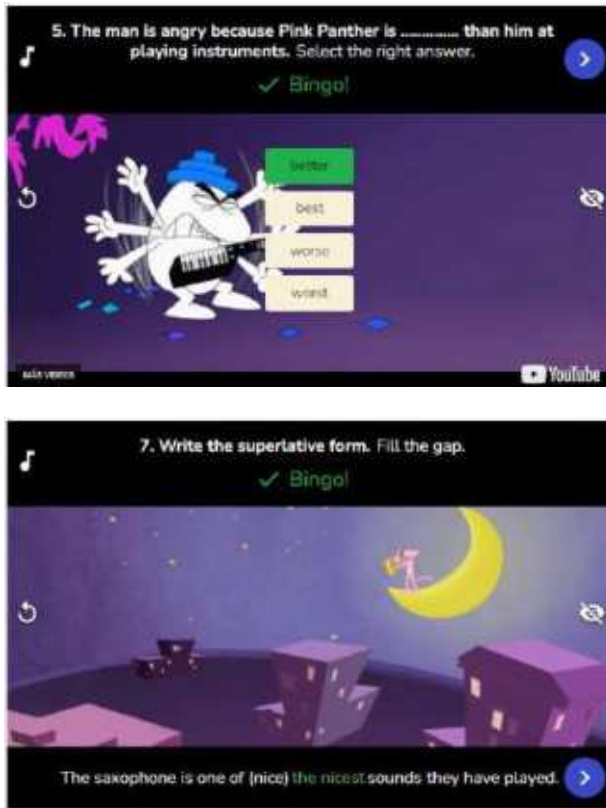 5. The man is angry because Pink Panther is .............. than him at
playing instruments. Select the right answer.
✓ Bingo!
better
best
worse
worst
MÁS VIDEOS
YouTube
7. Write the superlative form. Fill the gap.
✓ Bingo!
The saxophone is one of (nice) the nicest sounds they have played.